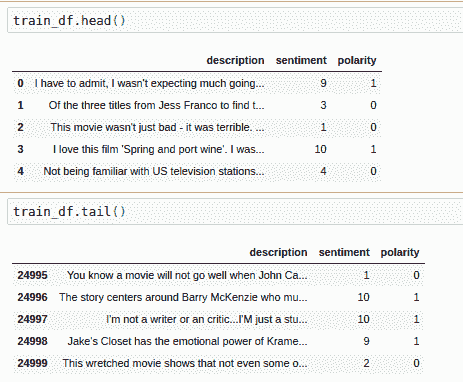 train_df.head()
description sentiment polarity
0 I have to admit, I wasn't expecting much going... 9 1
1 Of the three titles from Jess Franco to find t... 3 0
2 This movie wasn't just bad - it was terrible. ... 1 0
3 I love this film 'Spring and port wine'. I was... 10 1
4 Not being familiar with US television stations... 4 0
train_df.tail()
description sentiment polarity
24995 You know a movie will not go well when John Ca... 1 0
24996 The story centers around Barry McKenzie who mu... 10 1
24997 I'm not a writer or an critic...I'M just a stu... 10 1
24998 Jake's Closet has the emotional power of Krame... 9 1
24999 This wretched movie shows that not even some o... 2 0